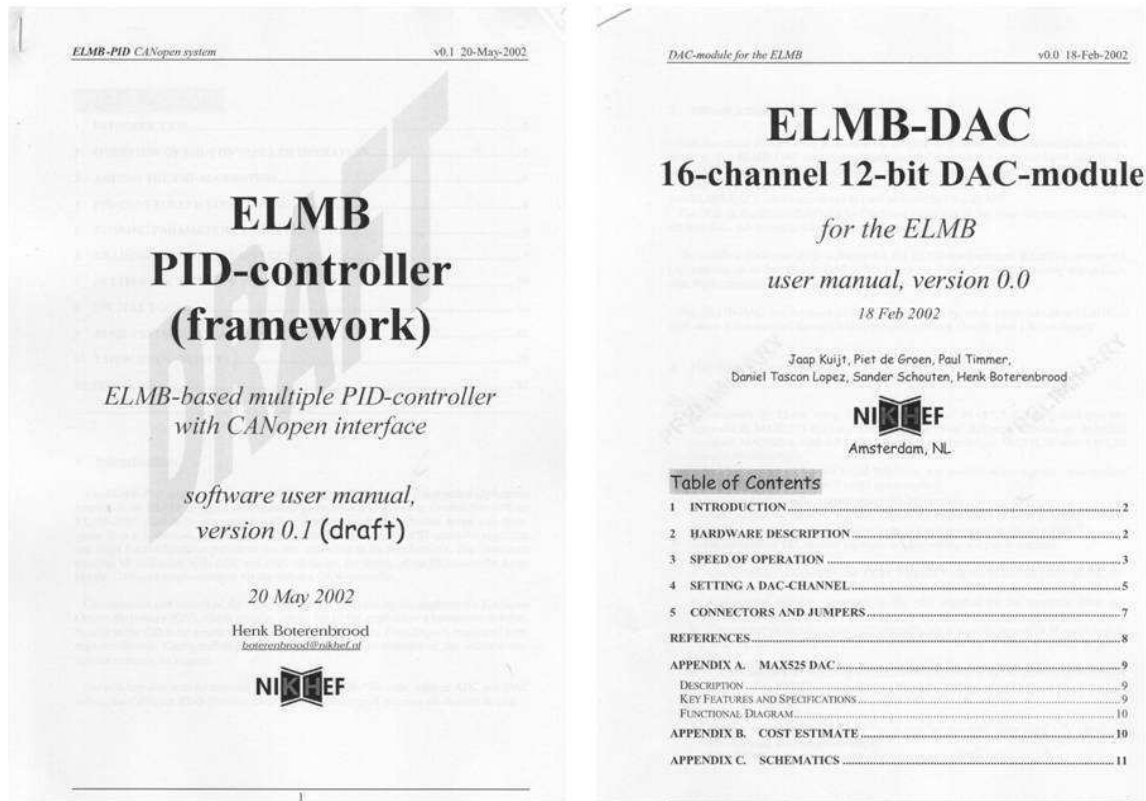 ELMB-PID CANopen system v0.1 20-May-2002
DRAFT
ELMB
PID-controller
(framework)
ELMB-based multiple PID-controller
with CANopen interface
software user manual,
version 0.1 (draft)
20 May 2002
Henk Boterenbrood
boterenbrood@nikhef.nl
NIKHEF
1
DAC-module for the ELMB v0.0 18-Feb-2002
ELMB-DAC
16-channel 12-bit DAC-module
for the ELMB
user manual, version 0.0
18 Feb 2002
Jaap Kuijt, Piet de Groen, Paul Timmer,
Daniel Tascon Lopez, Sander Schouten, Henk Boterenbrood
PRELIMINARY
NIKHEF
Amsterdam, NL
Table of Contents
1 INTRODUCTION 2
2 HARDWARE DESCRIPTION 2
3 SPEED OF OPERATION 3
4 SETTING A DAC-CHANNEL 5
5 CONNECTORS AND JUMPERS 7
REFERENCES 8
APPENDIX A. MAX525 DAC 9
DESCRIPTION 9
KEY FEATURES AND SPECIFICATIONS 9
FUNCTIONAL DIAGRAM 10
APPENDIX B. COST ESTIMATE 10
APPENDIX C. SCHEMATICS 11